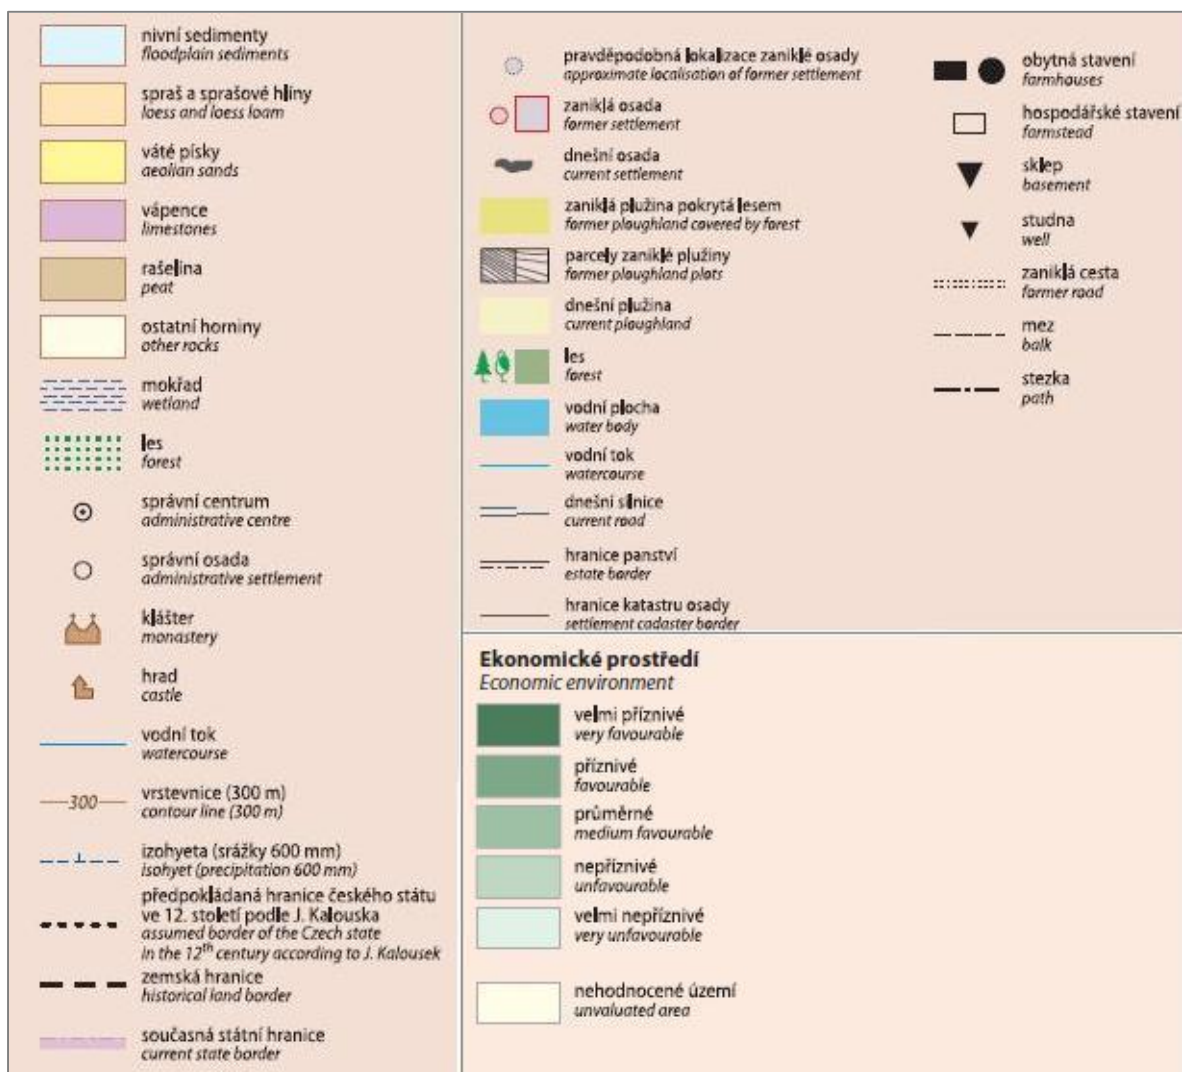 nivní sedimenty
floodplain sediments
spraš a sprašové hlíny
loess and loess loam
váté písky
aeolian sands
vápence
limestones
rašelina
peat
ostatní horniny
other rocks
mokřad
wetland
les
forest
správní centrum
administrative centre
správní osada
administrative settlement
klášter
monastery
hrad
castle
vodní tok
watercourse
300
vrstevnice (300 m)
contour line (300 m)
izohyeta (srážky 600 mm)
isohyet (precipitation 600 mm)
předpokládaná hranice českého státu
ve 12. století podle J. Kalouska
assumed border of the Czech state
in the 12th century according to J. Kalousek
zemská hranice
historical land border
současná státní hranice
current state border
pravděpodobná lokalizace zaniklé osady
approximate localisation of former settlement
zaniklá osada
former settlement
dnešní osada
current settlement
zaniklá plužina pokrytá lesem
former ploughland covered by forest
parcely zaniklé plužiny
former ploughland plots
dnešní plužina
current ploughland
les
forest
vodní plocha
water body
vodní tok
watercourse
dnešní silnice
current road
hranice panství
estate border
hranice katastru osady
settlement cadaster border
obytná stavení
farmhouses
hospodářské stavení
farmstead
sklep
basement
studna
well
zaniklá cesta
former road
mez
balk
stezka
path
Ekonomické prostředí
Economic environment
velmi příznivé
very favourable
příznivé
favourable
průměrné
medium favourable
nepříznivé
unfavourable
velmi nepříznivé
very unfavourable
nehodnocené území
unvaluated area